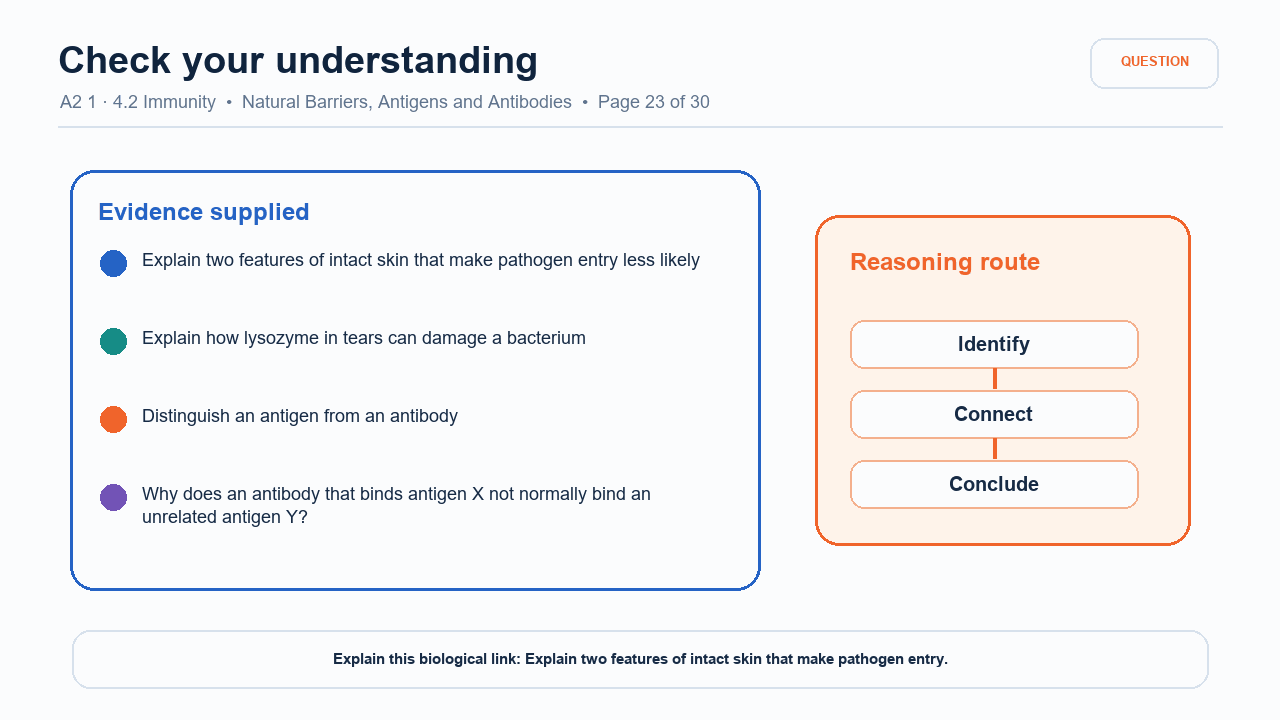 Check your understanding
QUESTION
A2 1 · 4.2 Immunity • Natural Barriers, Antigens and Antibodies • Page 23 of 30
Evidence supplied
Explain two features of intact skin that make pathogen entry less likely
Explain how lysozyme in tears can damage a bacterium
Distinguish an antigen from an antibody
Why does an antibody that binds antigen X not normally bind an
unrelated antigen Y?
Reasoning route
Identify
Connect
Conclude
Explain this biological link: Explain two features of intact skin that make pathogen entry.